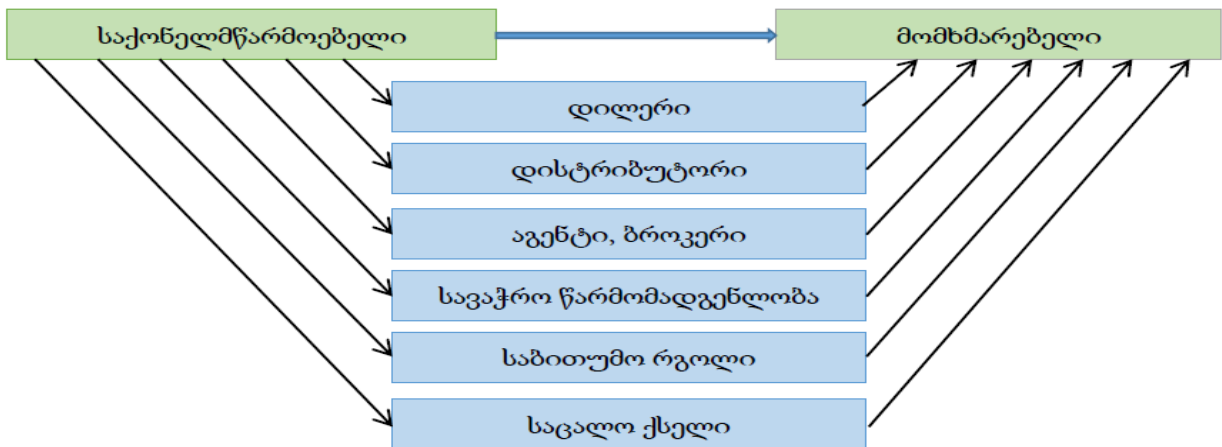 საქონელმწარმოებელი
მომხმარებელი
დილერი
დისტრიბუტორი
აგენტი, ბროკერი
სავაჭრო წარმომადგენლობა
საბითუმო რგოლი
საცალო ქსელი